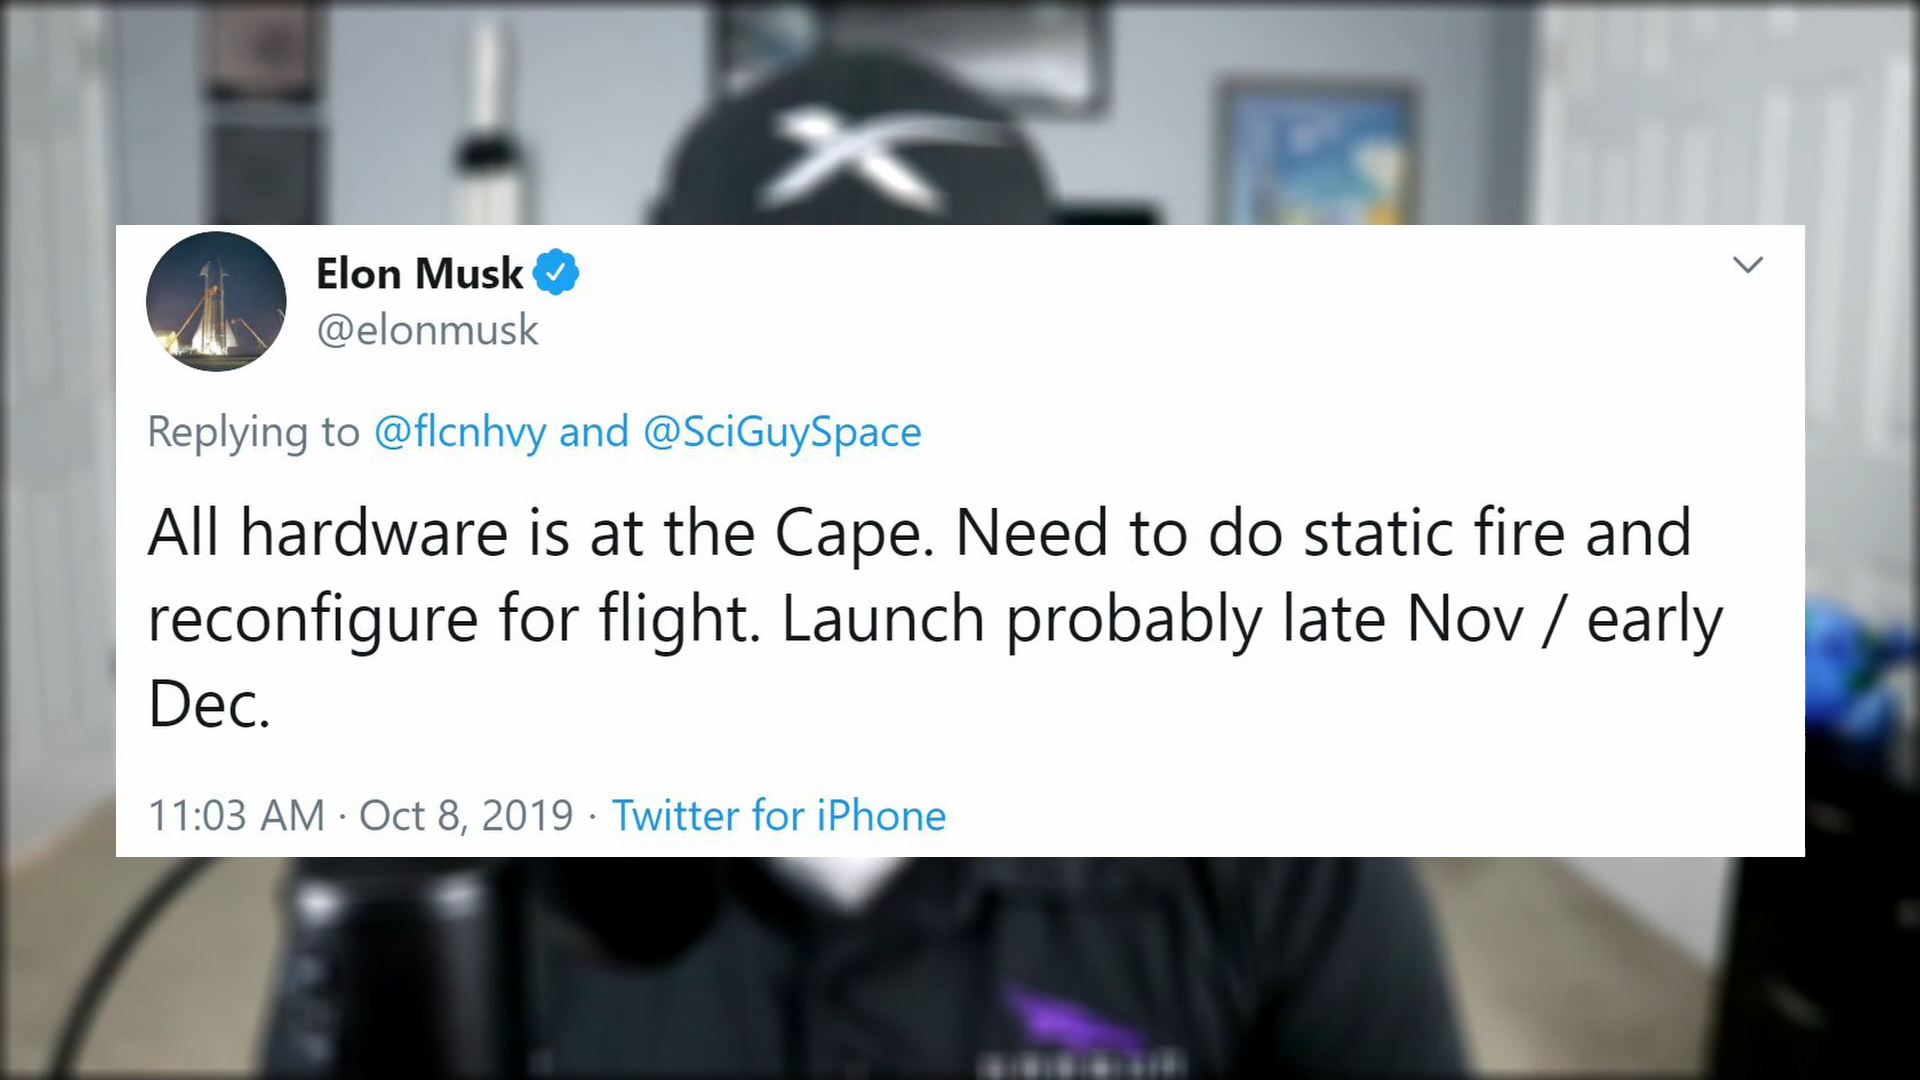 Elon Musk
@elonmusk
Replying to @flcnhvy and @SciGuySpace
All hardware is at the Cape. Need to do static fire and
reconfigure for flight. Launch probably late Nov / early
Dec.
11:03 AM · Oct 8, 2019 · Twitter for iPhone